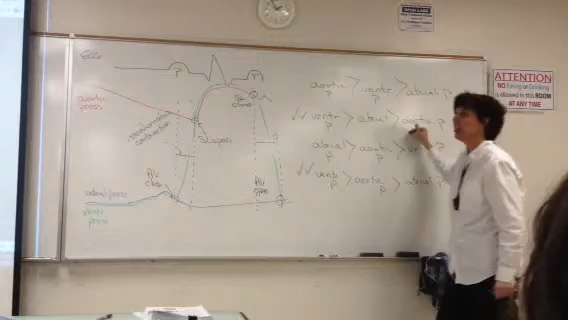 ECG
P
T
aortic
press
isovolumetric
contraction
SL
close
SL open
AV
close
AV
open
atrial press
ventr
press
aortic p > ventr p > atrial p
✓✓ ventr p > atrial p > aortic p
atrial p > aortic p >
✓✓ ventr p > aortic p > atrial p
ATTENTION
NO Eating or Drinking
is allowed in this ROOM
AT ANY TIME
OPEN LABS